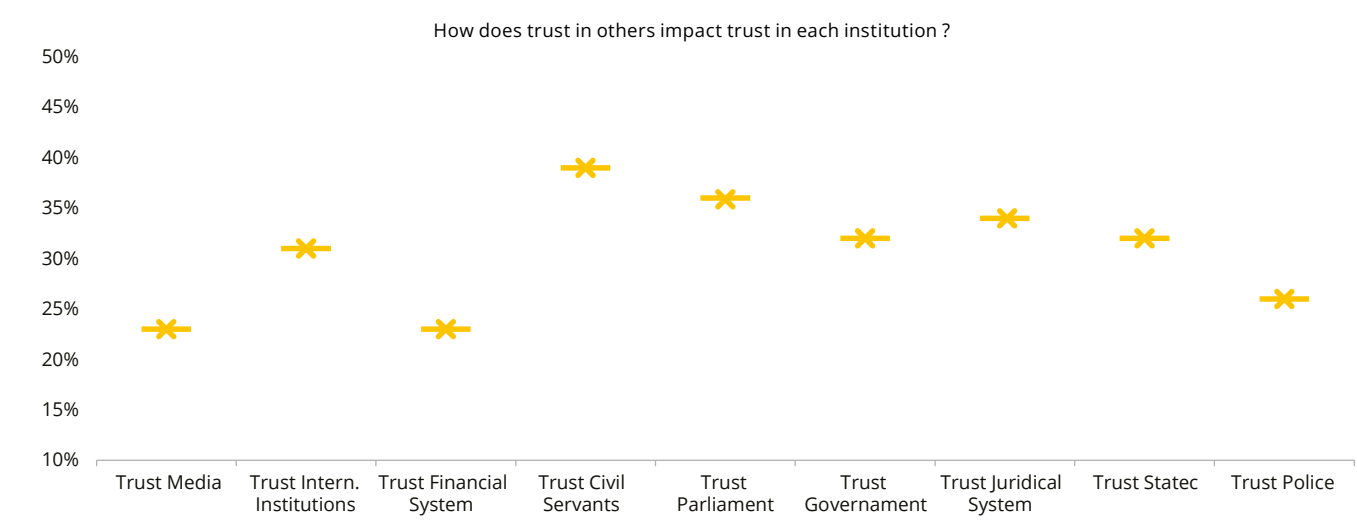 How does trust in others impact trust in each institution ?
50%
45%
40%
35%
30%
25%
20%
15%
10%
Trust Media
Trust Intern.
Institutions
Trust Financial
System
Trust Civil
Servants
Trust
Parliament
Trust
Governament
Trust Juridical
System
Trust Statec
Trust Police